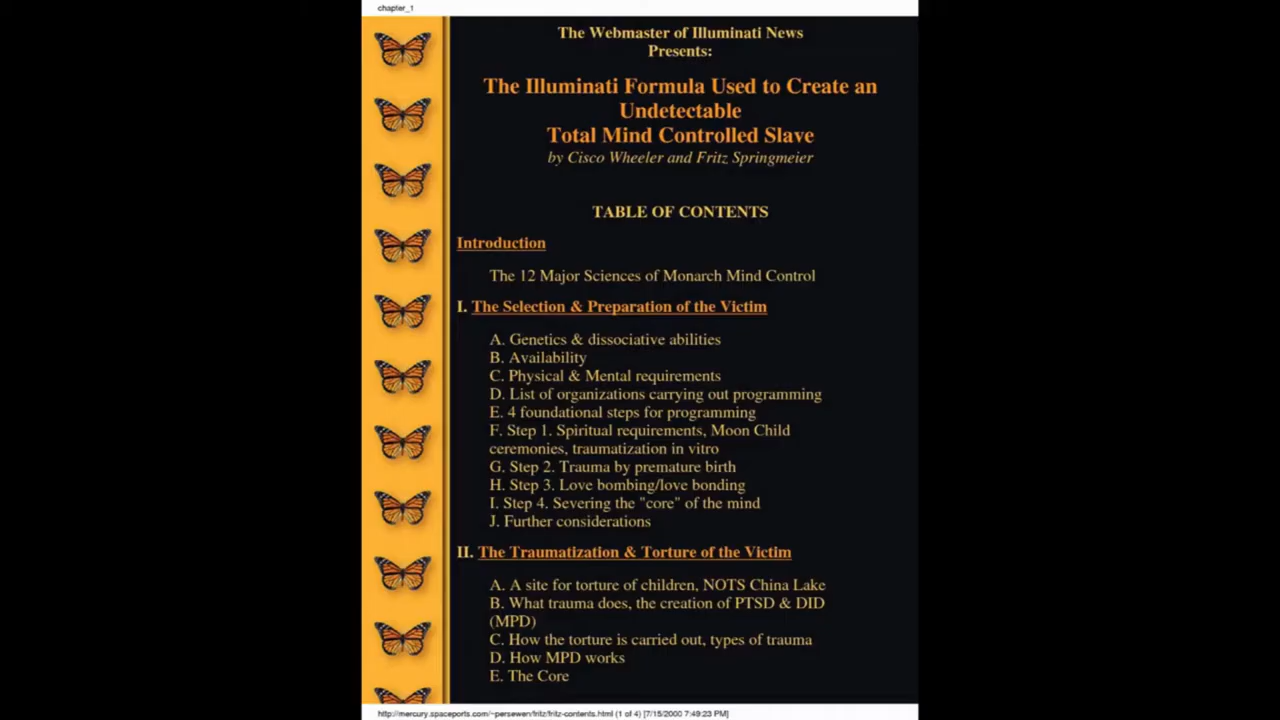 chapter_1
The Webmaster of Illuminati News
Presents:
The Illuminati Formula Used to Create an
Undetectable
Total Mind Controlled Slave
by Cisco Wheeler and Fritz Springmeier
TABLE OF CONTENTS
Introduction
The 12 Major Sciences of Monarch Mind Control
I. The Selection & Preparation of the Victim
A. Genetics & dissociative abilities
B. Availability
C. Physical & Mental requirements
D. List of organizations carrying out programming
E. 4 foundational steps for programming
F. Step 1. Spiritual requirements, Moon Child
ceremonies, traumatization in vitro
G. Step 2. Trauma by premature birth
H. Step 3. Love bombing/love bonding
I. Step 4. Severing the "core" of the mind
J. Further considerations
II. The Traumatization & Torture of the Victim
A. A site for torture of children, NOTS China Lake
B. What trauma does, the creation of PTSD & DID
(MPD)
C. How the torture is carried out, types of trauma
D. How MPD works
E. The Core
http://mercury.spaceports.com/~persewen/fritz/fritz-contents.html (1 of 4) [7/15/2000 7:49:23 PM]